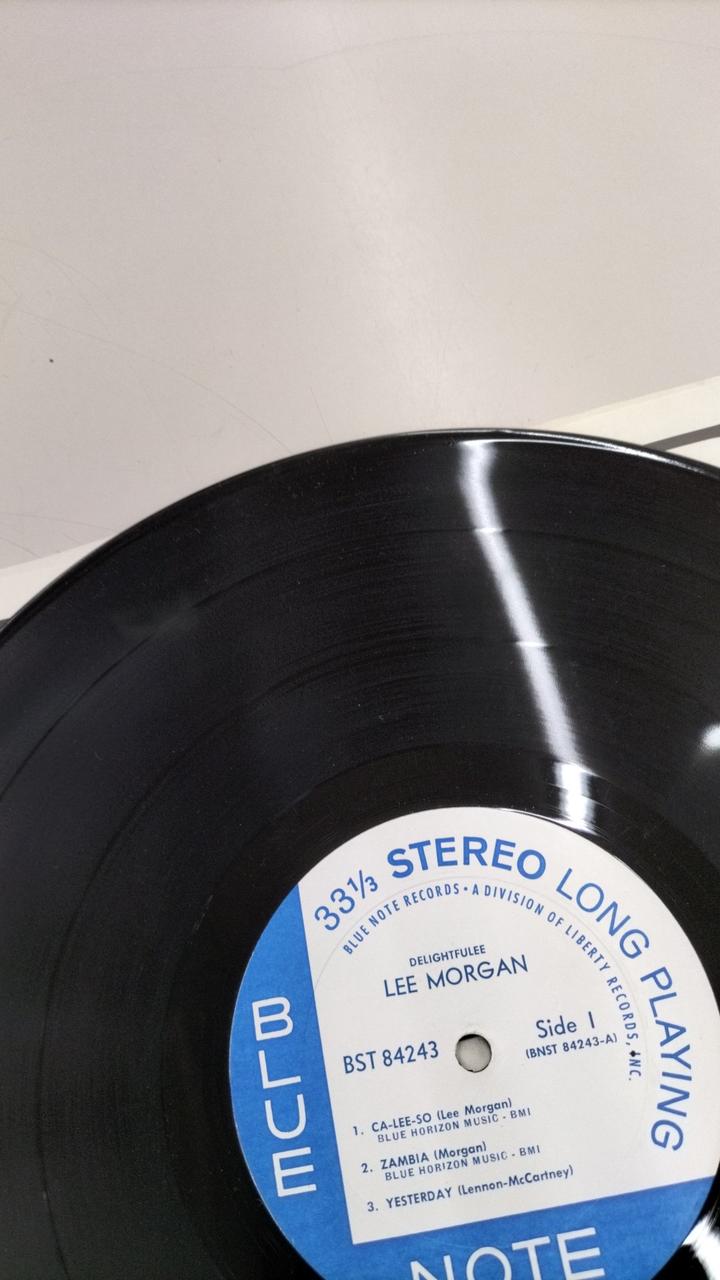 33⅓ STEREO LONG PLAYING
BLUE NOTE RECORDS • A DIVISION OF LIBERTY RECORDS, INC.
DELIGHTFULEE
LEE MORGAN
BST 84243
Side 1
(BNST 84243-A)
1. CA-LEE-SO (Lee Morgan)
BLUE HORIZON MUSIC - BMI
2. ZAMBIA (Morgan)
BLUE HORIZON MUSIC - BMI
3. YESTERDAY (Lennon-McCartney)
BLUE
NOTE